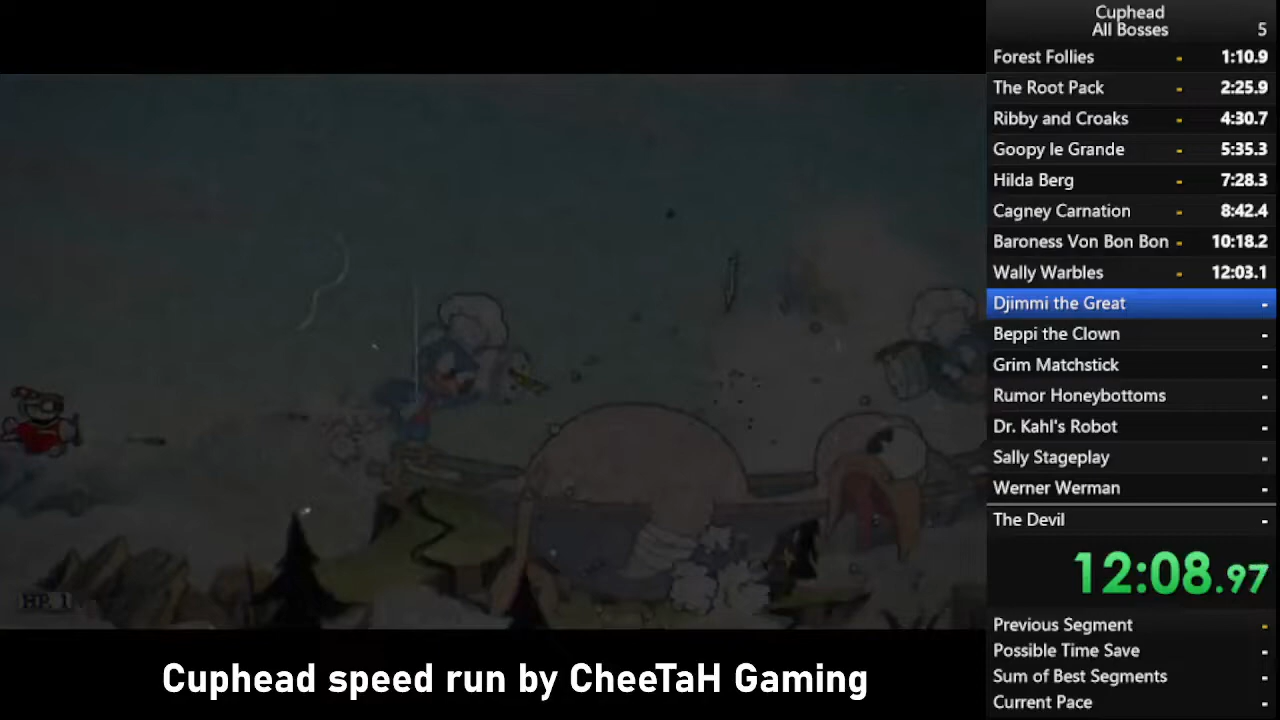 Cuphead
All Bosses 5
Forest Follies - 1:10.9
The Root Pack - 2:25.9
Ribby and Croaks - 4:30.7
Goopy le Grande - 5:35.3
Hilda Berg - 7:28.3
Cagney Carnation - 8:42.4
Baroness Von Bon Bon - 10:18.2
Wally Warbles - 12:03.1
Djimmi the Great -
Beppi the Clown -
Grim Matchstick -
Rumor Honeybottoms -
Dr. Kahl's Robot -
Sally Stageplay -
Werner Werman -
The Devil -
12:08.97
Previous Segment -
Possible Time Save -
Sum of Best Segments -
Current Pace -
HP. 1
Cuphead speed run by CheeTaH Gaming